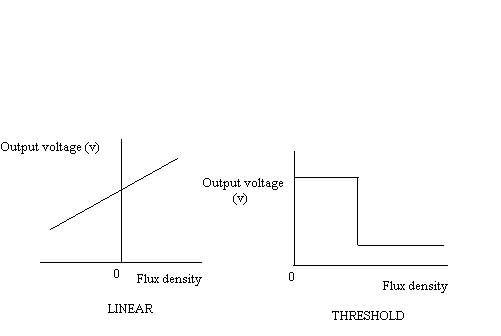 Output voltage (v)
0
Flux density
LINEAR
Output voltage
(v)
0
Flux density
THRESHOLD